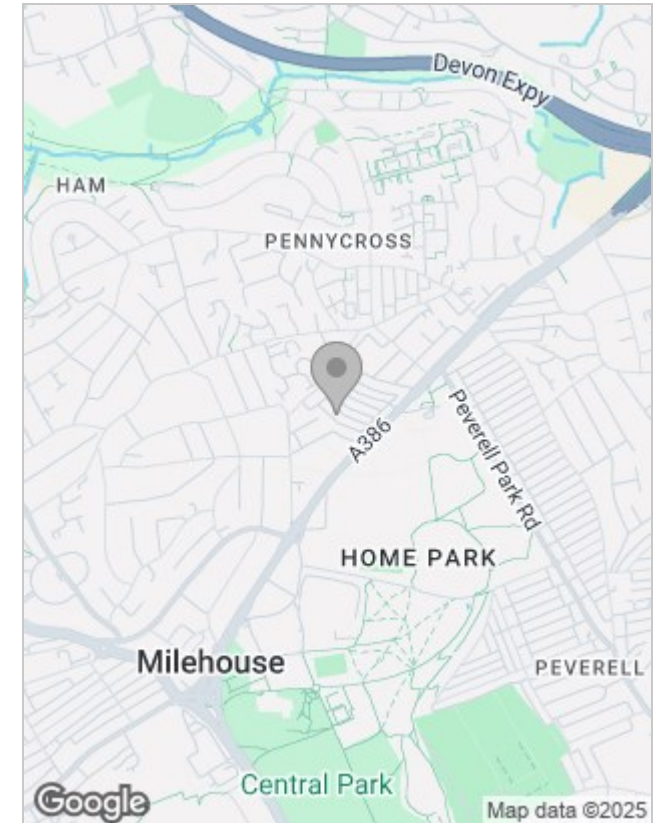 Devon Expy
HAM
PENNYCROSS
A386
Peverell Park Rd
HOME PARK
Milehouse
PEVERELL
Central Park
Google
Map data ©2025